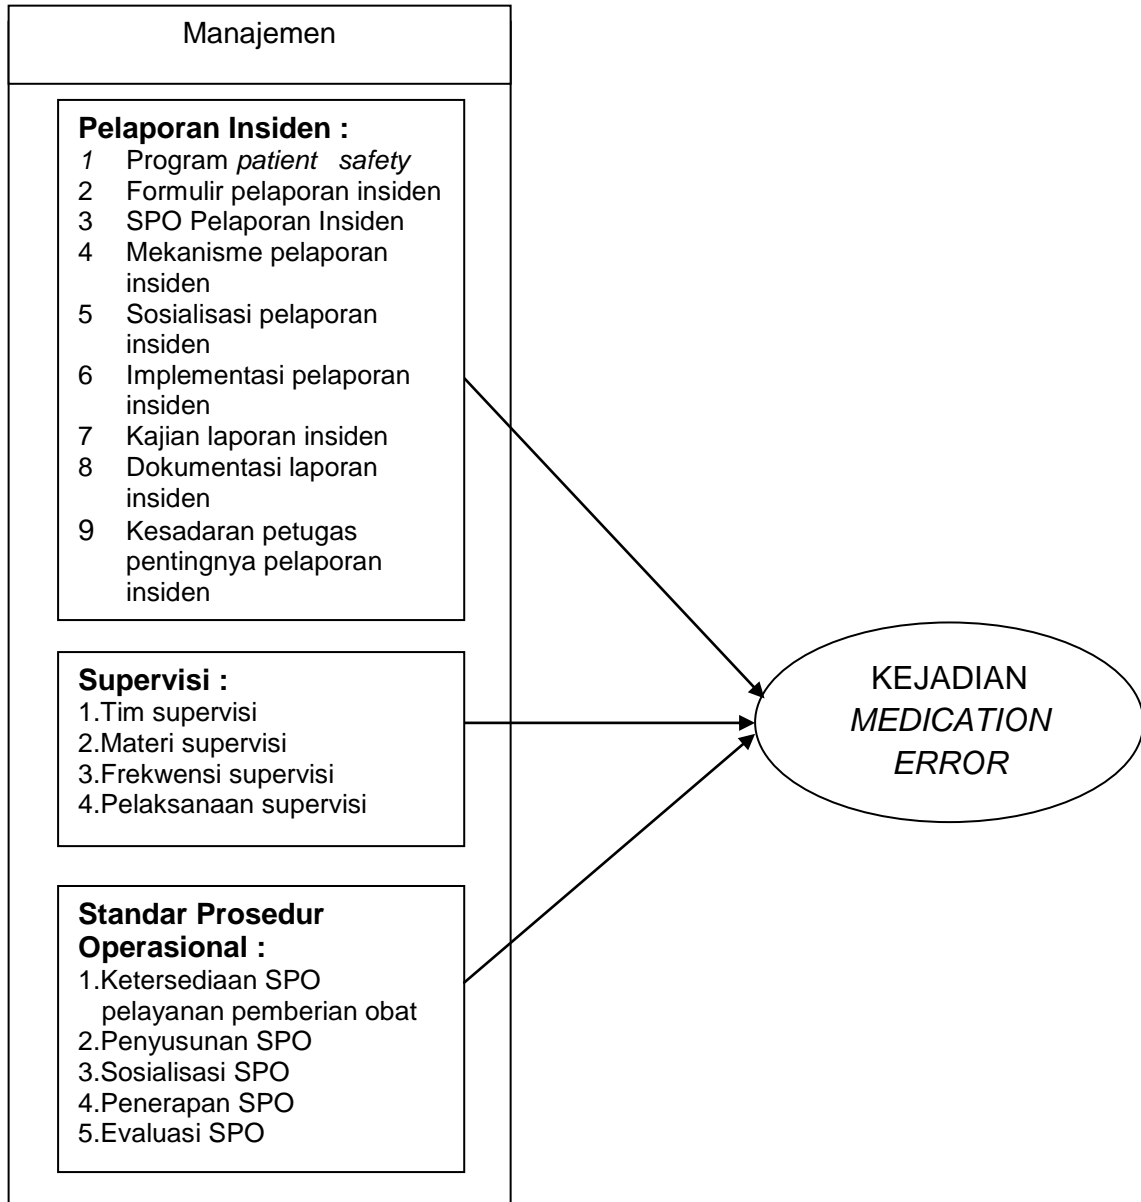 Manajemen
Pelaporan Insiden :
1 Program patient safety
2 Formulir pelaporan insiden
3 SPO Pelaporan Insiden
4 Mekanisme pelaporan
insiden
5 Sosialisasi pelaporan
insiden
6 Implementasi pelaporan
insiden
7 Kajian laporan insiden
8 Dokumentasi laporan
insiden
9 Kesadaran petugas
pentingnya pelaporan
insiden
Supervisi :
1.Tim supervisi
2.Materi supervisi
3.Frekwensi supervisi
4.Pelaksanaan supervisi
Standar Prosedur
Operasional :
1.Ketersediaan SPO
pelayanan pemberian obat
2.Penyusunan SPO
3.Sosialisasi SPO
4.Penerapan SPO
5.Evaluasi SPO
KEJADIAN
MEDICATION
ERROR